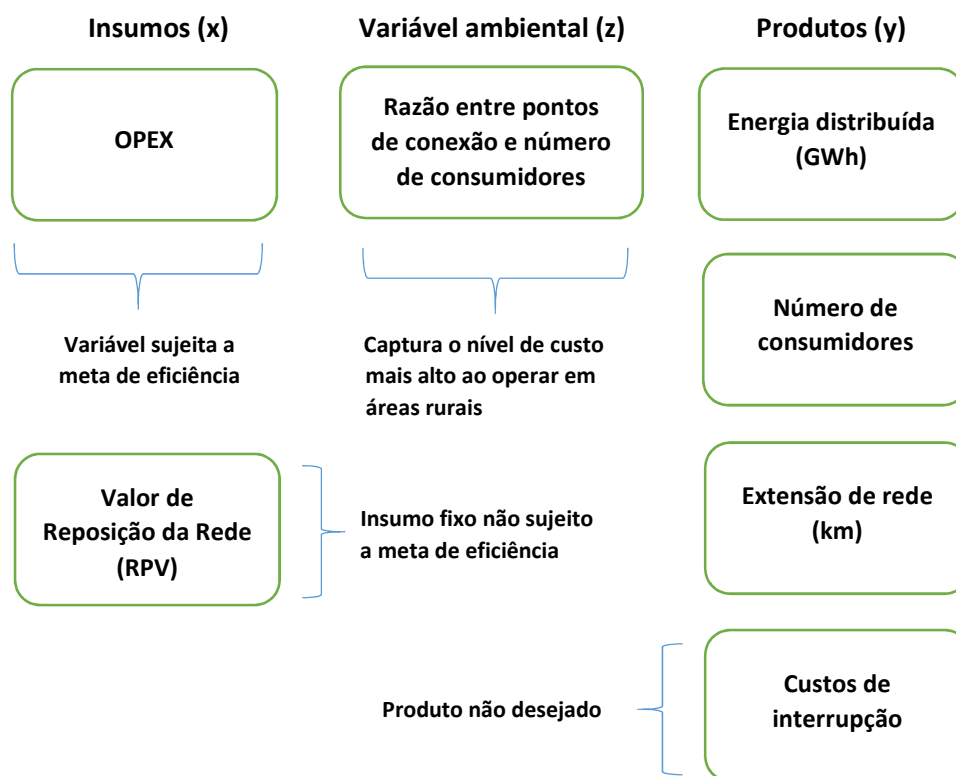 Insumos (x)
Variável ambiental (z)
Produtos (y)
OPEX
Razão entre pontos
de conexão e número
de consumidores
Energia distribuída
(GWh)
Variável sujeita a
meta de eficiência
Captura o nível de custo
mais alto ao operar em
áreas rurais
Número de
consumidores
Valor de
Reposição da Rede
(RPV)
Insumo fixo não sujeito
a meta de eficiência
Extensão de rede
(km)
Produto não desejado
Custos de
interrupção